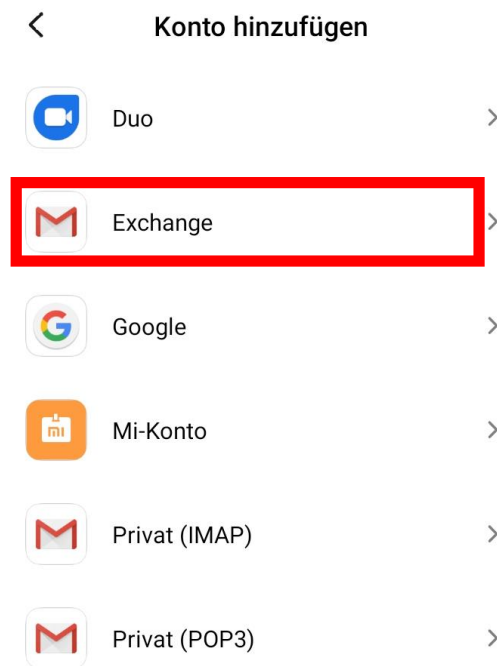 Konto hinzufügen
Duo
Exchange
Google
Mi-Konto
Privat (IMAP)
Privat (POP3)